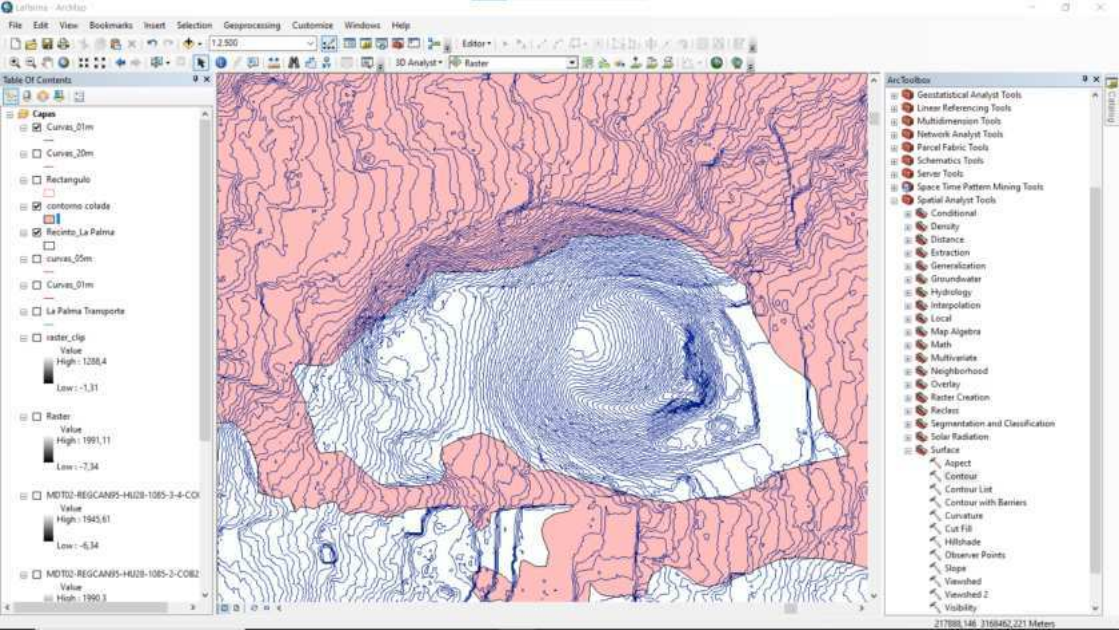 LaPalma - ArcMap
File Edit View Bookmarks Insert Selection Geoprocessing Customize Windows Help
1:2.500
Editor
3D Analyst Raster
Table Of Contents
Capas
Curvas_01m
Curvas_20m
Rectangulo
contorno colada
Recinto_La Palma
curvas_05m
Curvas_01m
La Palma Transporte
raster_clip
Value
High : 1288,4
Low : -1,31
Raster
Value
High : 1991,11
Low : -7,34
MDT02-REGCAN95-HU28-1085-3-4-CO
Value
High : 1945,61
Low : -6,34
MDT02-REGCAN95-HU28-1085-2-COB2
Value
High : 1990,3
ArcToolbox
Geostatistical Analyst Tools
Linear Referencing Tools
Multidimension Tools
Network Analyst Tools
Parcel Fabric Tools
Schematics Tools
Server Tools
Space Time Pattern Mining Tools
Spatial Analyst Tools
Conditional
Density
Distance
Extraction
Generalization
Groundwater
Hydrology
Interpolation
Local
Map Algebra
Math
Multivariate
Neighborhood
Overlay
Raster Creation
Reclass
Segmentation and Classification
Solar Radiation
Surface
Aspect
Contour
Contour List
Contour with Barriers
Curvature
Cut Fill
Hillshade
Observer Points
Slope
Viewshed
Viewshed 2
Visibility
Catalog
217888,146 3168462,221 Meters